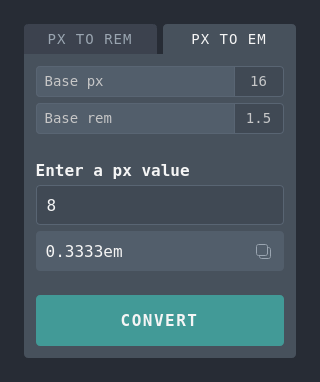 PX TO REM
PX TO EM
Base px
16
Base rem
1.5
Enter a px value
8
0.3333em
CONVERT